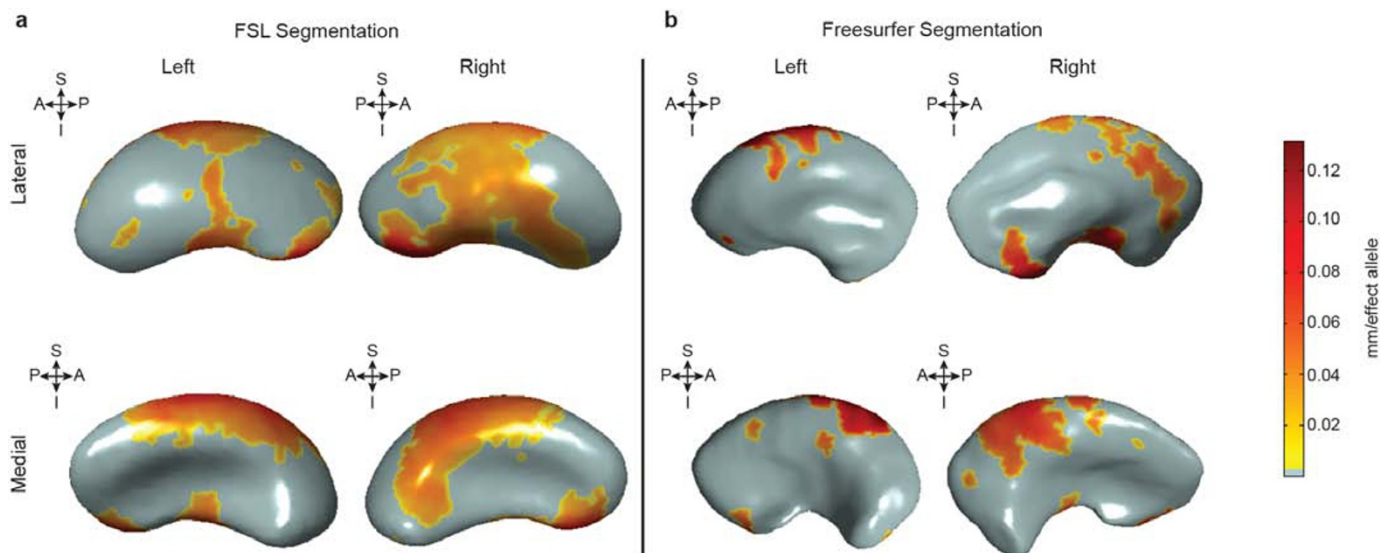 a
b
FSL Segmentation
Freesurfer Segmentation
Left
Right
Left
Right
S
A P
I
S
P A
I
S
A P
I
S
P A
I
Lateral
0.12
0.10
0.08
0.06
0.04
0.02
mm/effect allele
S
P A
I
S
A P
I
S
P A
I
S
A P
I
Medial